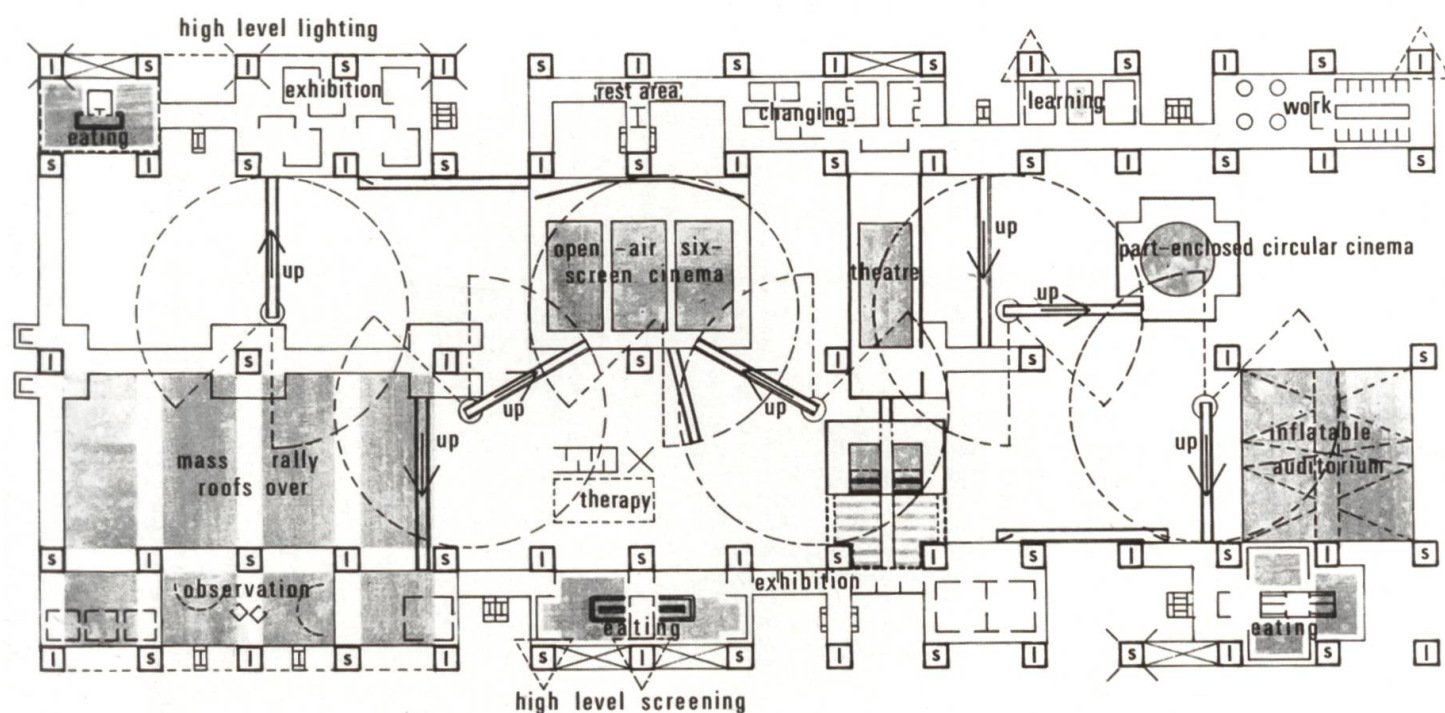 high level lighting
l s l s l s l s l s l s l s l
exhibition
rest area
changing
learning
work
eating
s l s l s l l s l s l s l s
up
open-air six-
screen cinema
theatre
up
part-enclosed circular cinema
up
l s l s l s l s
up
up
up
up
mass rally
roofs over
therapy
inflatable
auditorium
s l s l s l s l s l s l s l s
observation
exhibition
eating
eating
l s l s l s l s l s l s l s l
high level screening